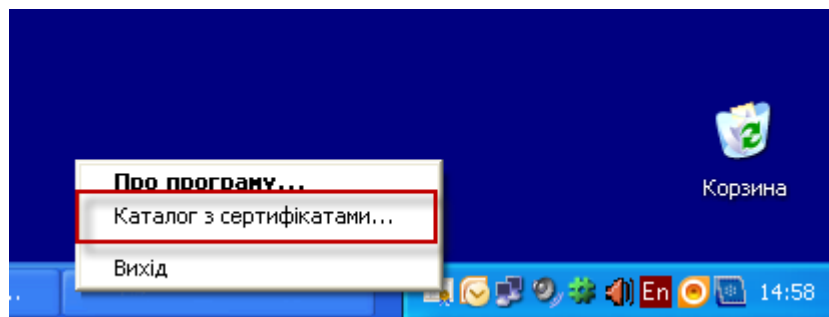 Про програму...
Каталог з сертифікатами...
Вихід
Корзина
..
En
14:58